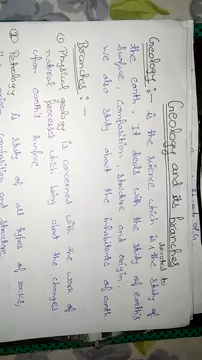 Geology and its branches
devoted to
Geology :- is the science which is the study of
the earth. It deals with the study of earth's
surface, composition, structure and origin.
we also study about the inhabitants of earth.
Branches :-
① Physical geology is concerned with the work of
natural processes which bring about the changes
upon earth's surface.
② Petrology is study of all types of rocks,
composition and structure